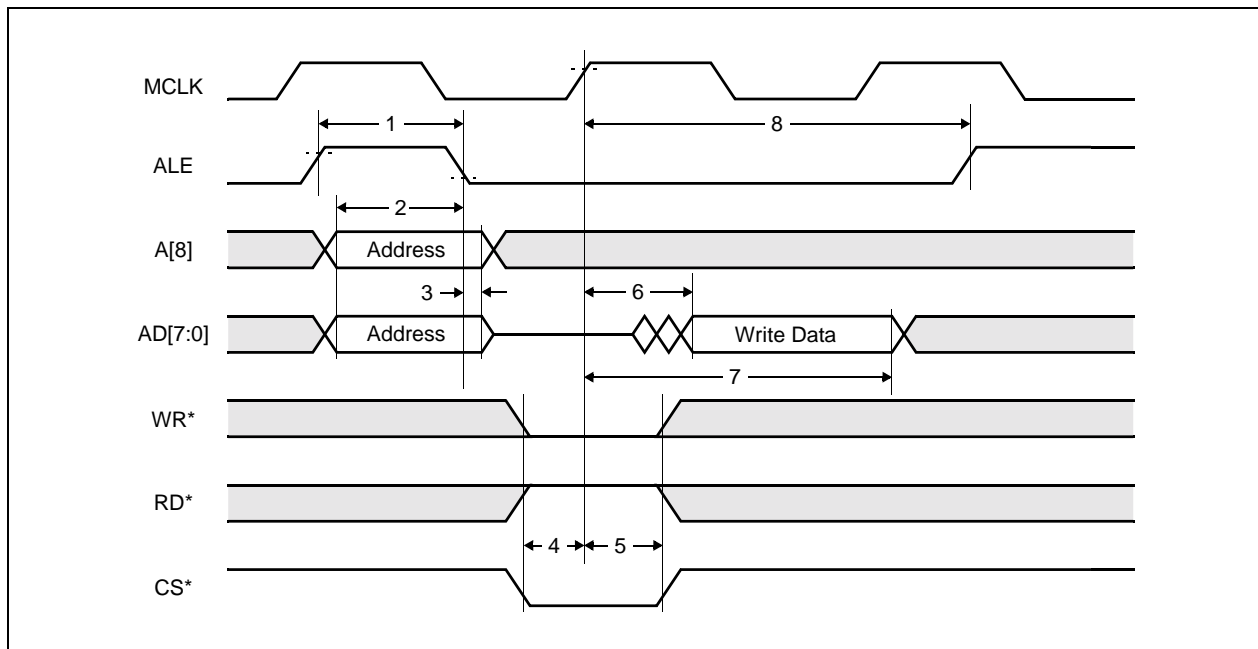 MCLK
1
8
ALE
2
A[8]
Address
3
6
AD[7:0]
Address
Write Data
7
WR*
RD*
4
5
CS*